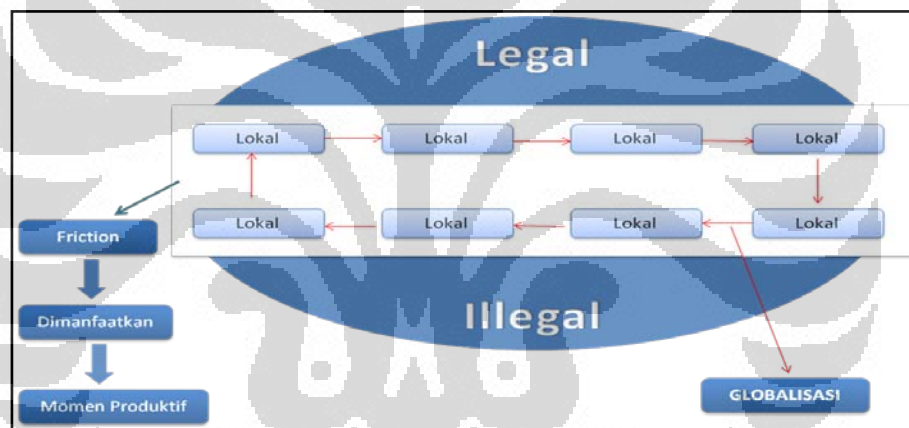 Legal
Lokal
Lokal
Lokal
Lokal
Lokal
Lokal
Lokal
Lokal
Friction
Dimanfaatkan
Illegal
Momen Produktif
GLOBALISASI